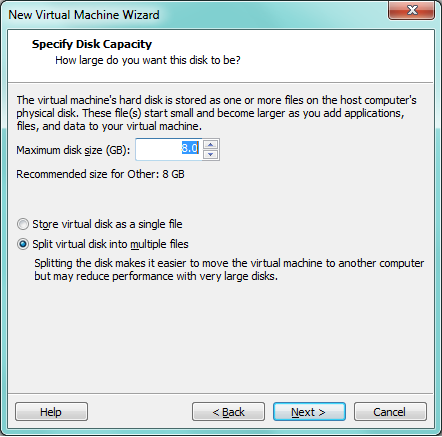 New Virtual Machine Wizard
Specify Disk Capacity
How large do you want this disk to be?
The virtual machine's hard disk is stored as one or more files on the host computer's
physical disk. These file(s) start small and become larger as you add applications,
files, and data to your virtual machine.
Maximum disk size (GB): 8.0
Recommended size for Other: 8 GB
Store virtual disk as a single file
Split virtual disk into multiple files
Splitting the disk makes it easier to move the virtual machine to another computer
but may reduce performance with very large disks.
Help < Back Next > Cancel